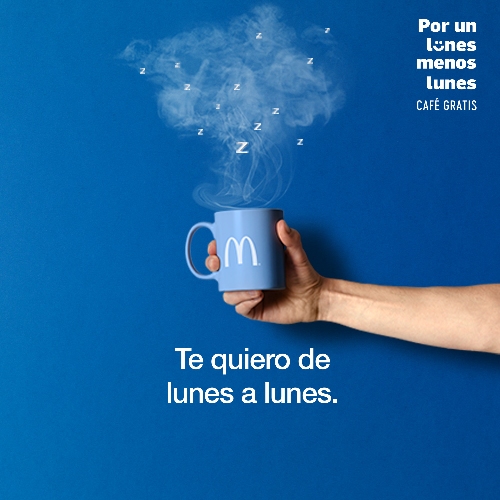 Por un
lunes
menos
lunes
CAFÉ GRATIS
z
z
z
z
z
z
z
z
z
z
z
z
M
Te quiero de
lunes a lunes.